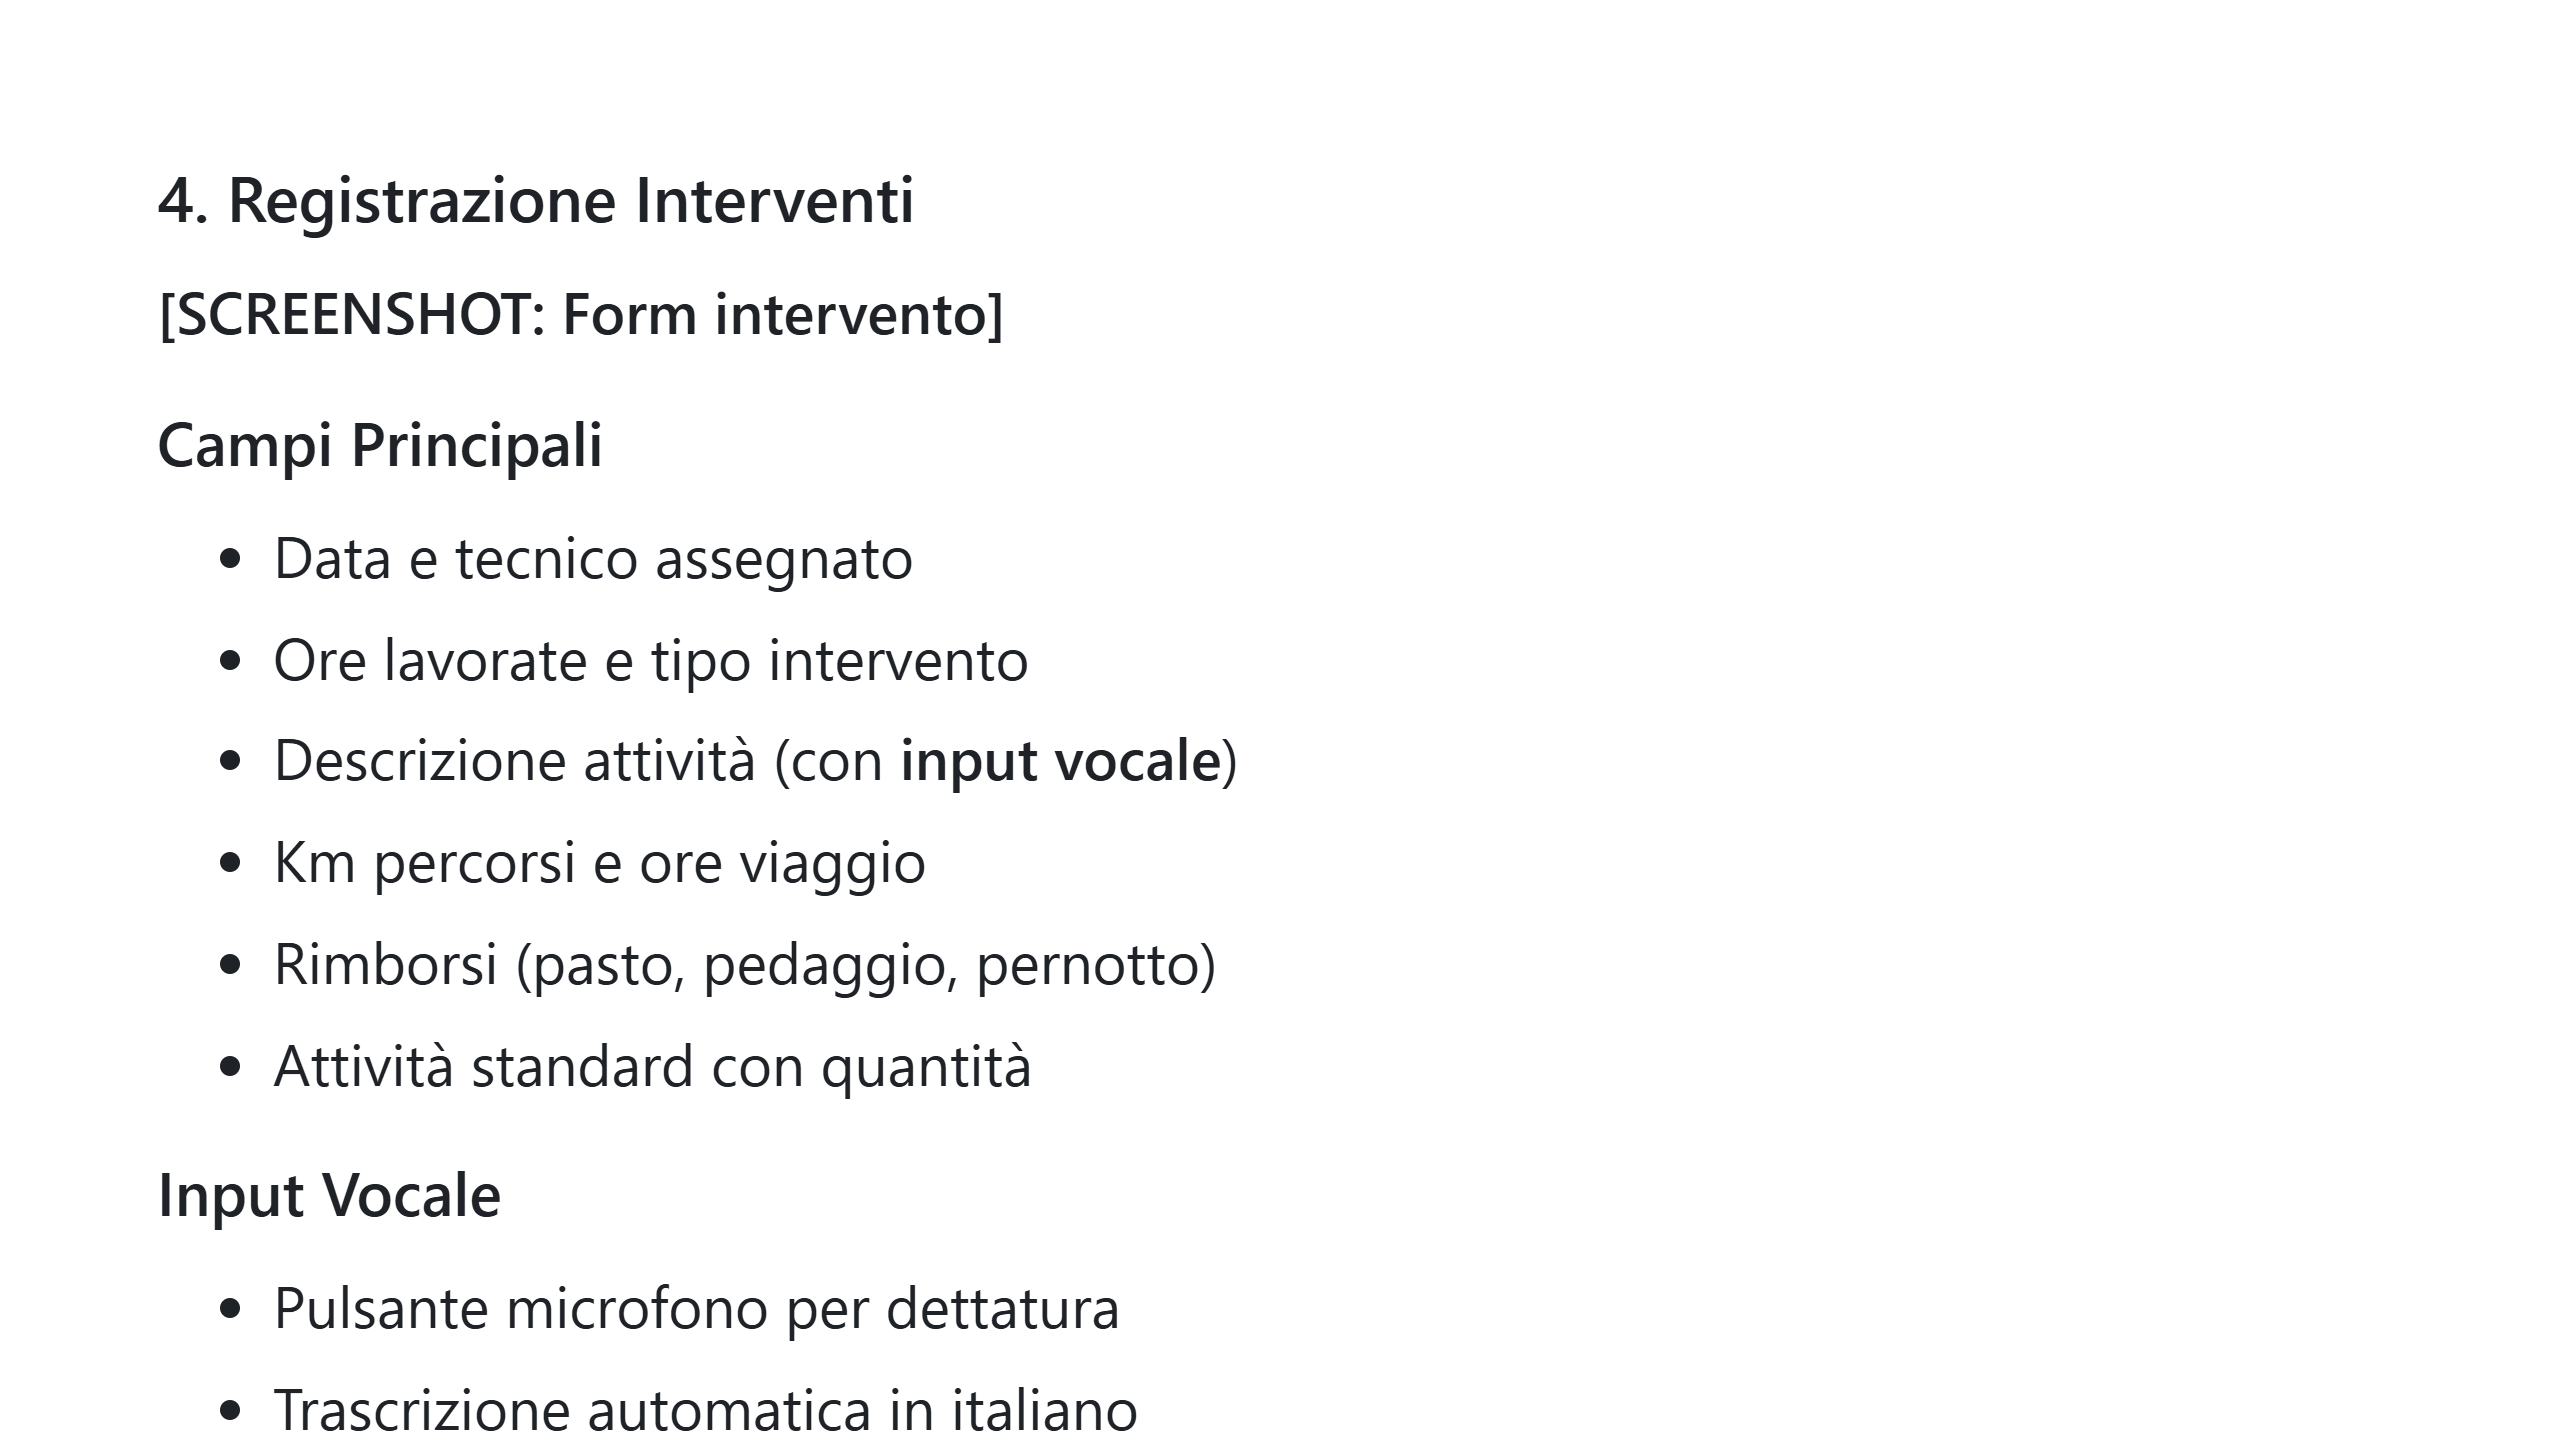 4. Registrazione Interventi
[SCREENSHOT: Form intervento]
Campi Principali
• Data e tecnico assegnato
• Ore lavorate e tipo intervento
• Descrizione attività (con input vocale)
• Km percorsi e ore viaggio
• Rimborsi (pasto, pedaggio, pernotto)
• Attività standard con quantità
Input Vocale
• Pulsante microfono per dettatura
• Trascrizione automatica in italiano